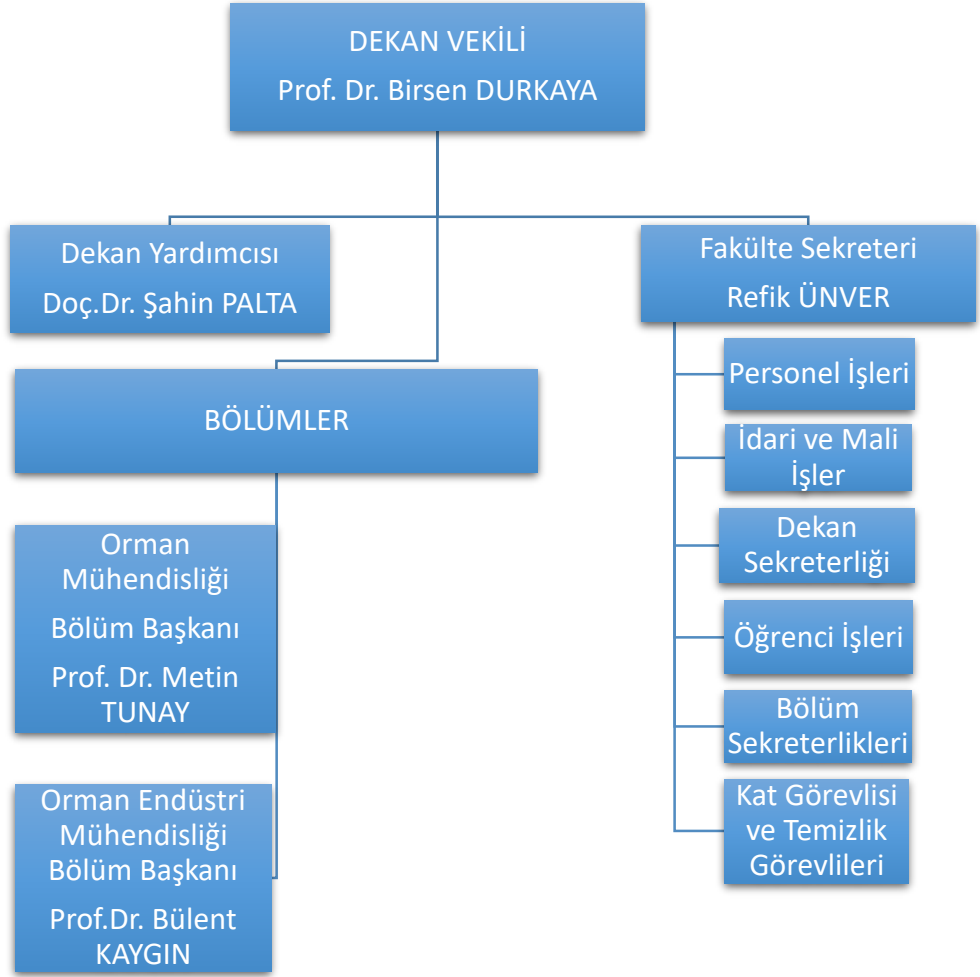 DEKAN VEKİLİ
Prof. Dr. Birsen DURKAYA
Dekan Yardımcısı
Doç.Dr. Şahin PALTA
Fakülte Sekreteri
Refik ÜNVER
BÖLÜMLER
Orman
Mühendisliği
Bölüm Başkanı
Prof. Dr. Metin
TUNAY
Orman Endüstri
Mühendisliği
Bölüm Başkanı
Prof.Dr. Bülent
KAYGIN
Personel İşleri
İdari ve Mali
İşler
Dekan
Sekreterliği
Öğrenci İşleri
Bölüm
Sekreterlikleri
Kat Görevlisi
ve Temizlik
Görevlileri